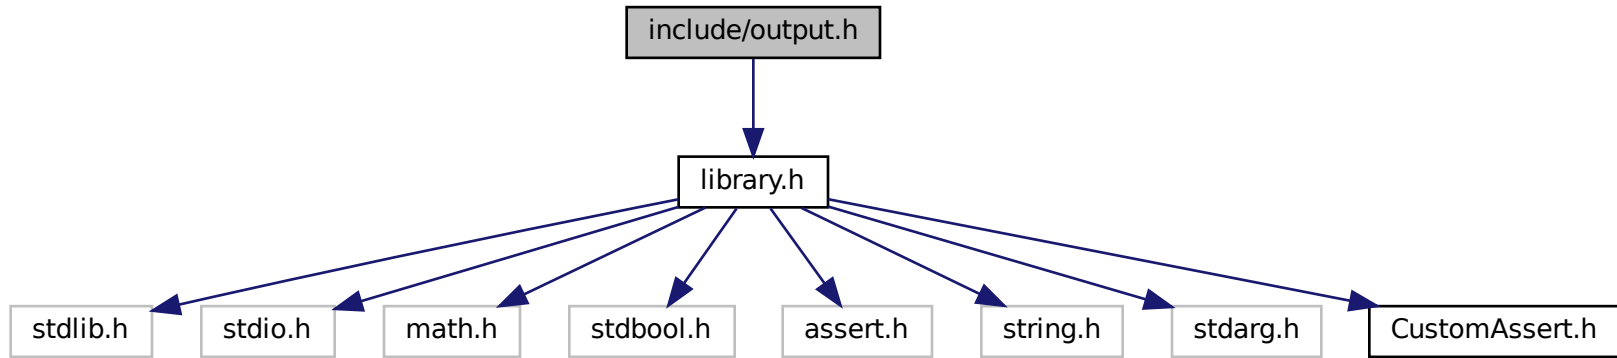 include/output.h
library.h
stdlib.h
stdio.h
math.h
stdbool.h
assert.h
string.h
stdarg.h
CustomAssert.h